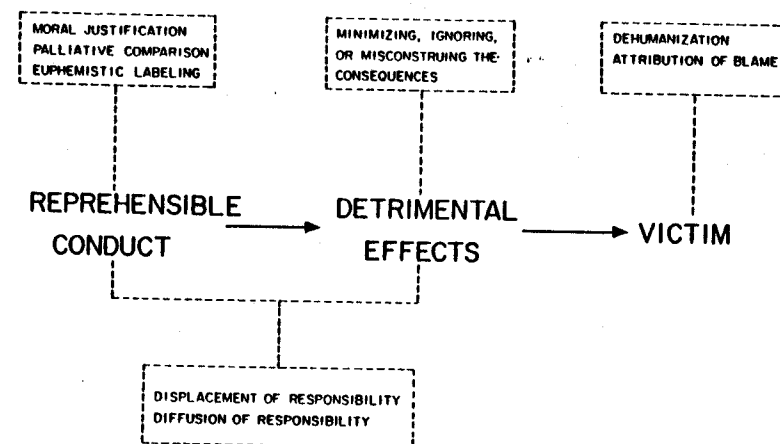 MORAL JUSTIFICATION
PALLIATIVE COMPARISON
EUPHEMISTIC LABELING
MINIMIZING, IGNORING,
OR MISCONSTRUING THE
CONSEQUENCES
DEHUMANIZATION
ATTRIBUTION OF BLAME
REPREHENSIBLE
CONDUCT
DETRIMENTAL
EFFECTS
VICTIM
DISPLACEMENT OF RESPONSIBILITY
DIFFUSION OF RESPONSIBILITY